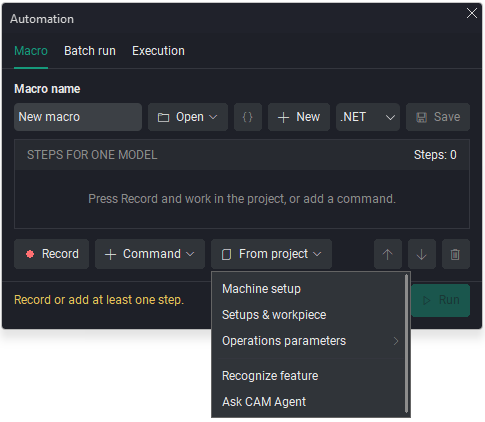 Automation
Macro Batch run Execution
Macro name
New macro Open {} New .NET Save
STEPS FOR ONE MODEL Steps: 0
Press Record and work in the project, or add a command.
Record Command From project
Record or add at least one step. Run
Machine setup
Setups & workpiece
Operations parameters
Recognize feature
Ask CAM Agent